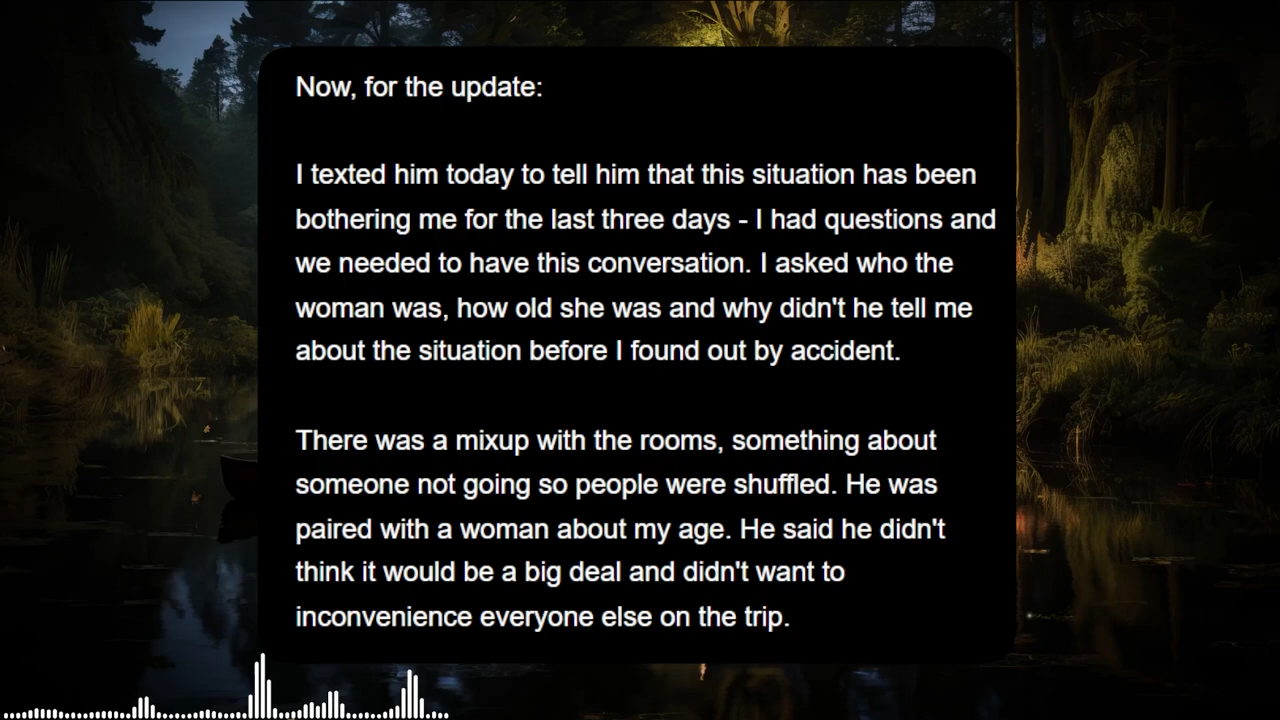 Now, for the update:
I texted him today to tell him that this situation has been
bothering me for the last three days - I had questions and
we needed to have this conversation. I asked who the
woman was, how old she was and why didn't he tell me
about the situation before I found out by accident.
There was a mixup with the rooms, something about
someone not going so people were shuffled. He was
paired with a woman about my age. He said he didn't
think it would be a big deal and didn't want to
inconvenience everyone else on the trip.